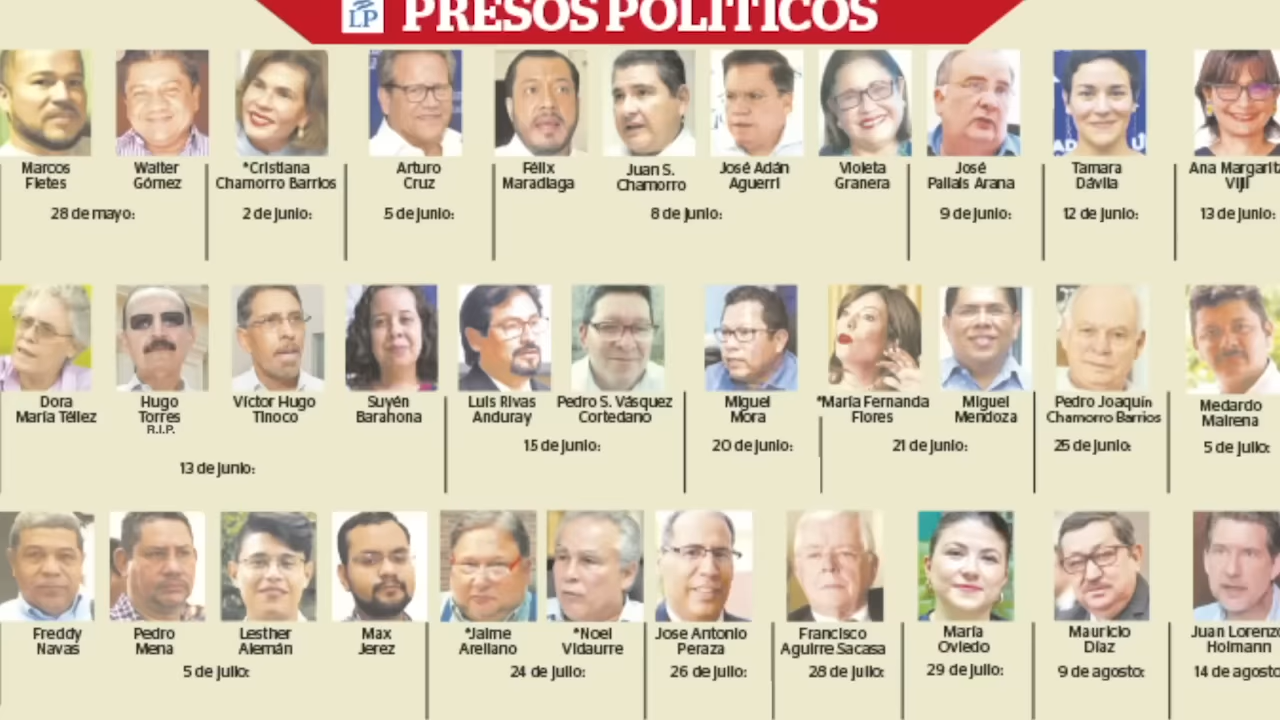 LP PRESOS POLÍTICOS
Marcos Fletes
Walter Gómez
28 de mayo:
*Cristiana Chamorro Barrios
2 de junio:
Arturo Cruz
5 de junio:
Félix Maradiaga
Juan S. Chamorro
José Adán Aguerri
Violeta Granera
8 de junio:
José Pallais Arana
9 de junio:
Tamara Dávila
12 de junio:
Ana Margarita Vijil
13 de junio:
Dora María Téllez
Hugo Torres R.I.P.
Víctor Hugo Tinoco
Suyén Barahona
13 de junio:
Luis Rivas Anduray
Pedro S. Vásquez Cortedano
15 de junio:
Miguel Mora
20 de junio:
*María Fernanda Flores
Miguel Mendoza
21 de junio:
Pedro Joaquín Chamorro Barrios
25 de junio:
Medardo Mairena
5 de julio:
Freddy Navas
Pedro Mena
Lesther Alemán
Max Jerez
5 de julio:
*Jaime Arellano
*Noel Vidaurre
24 de julio:
Jose Antonio Peraza
26 de julio:
Francisco Aguirre Sacasa
28 de julio:
María Oviedo
29 de julio:
Mauricio Díaz
9 de agosto:
Juan Lorenzo Holmann
14 de agosto